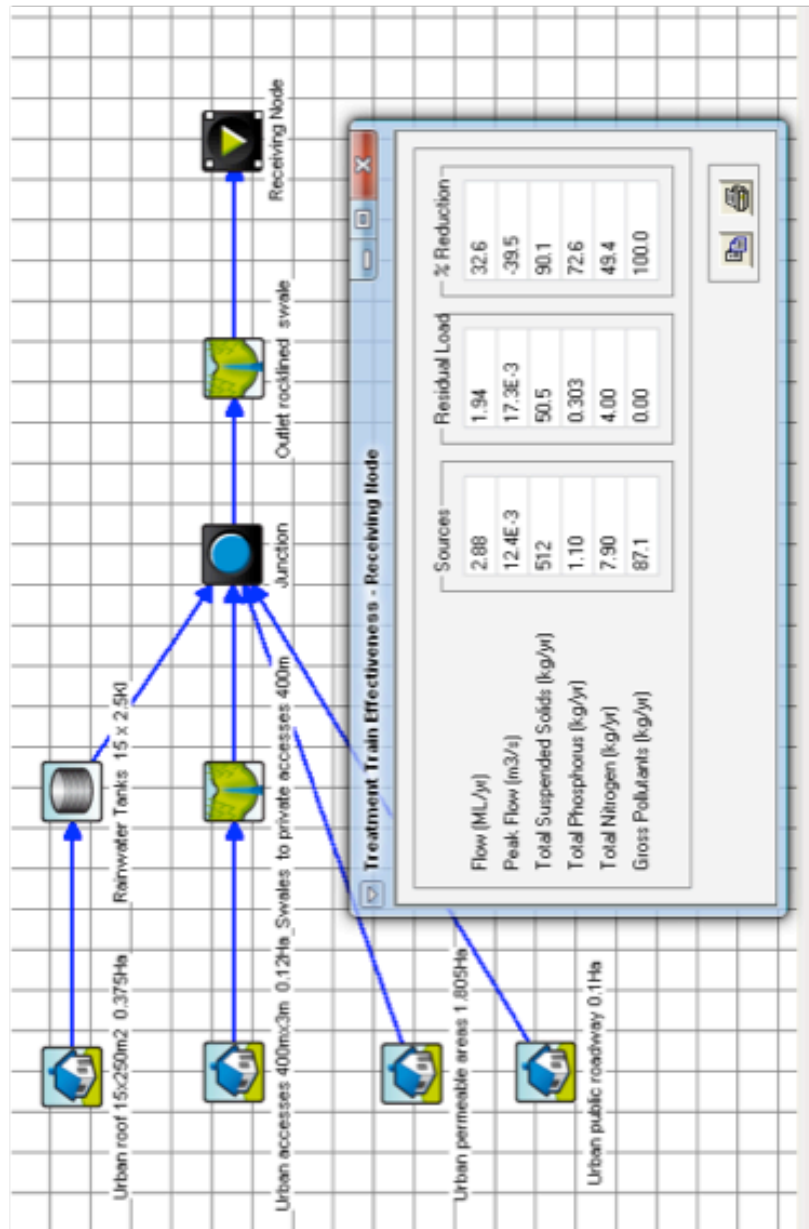 Urban roof 15x250m2 0.375Ha
Rainwater Tanks 15 x 2.5Kl
Urban accesses 400mx3m 0.12Ha
Swales to private accesses 400m
Junction
Outlet rocklined swale
Receiving Node
Urban permeable areas 1.805Ha
Urban public roadway 0.1Ha
Treatment Train Effectiveness - Receiving Node
Sources Residual Load % Reduction
Flow (ML/yr) 2.88 1.94 32.6
Peak Flow (m3/s) 12.4E-3 17.3E-3 -39.5
Total Suspended Solids (kg/yr) 512 50.5 90.1
Total Phosphorus (kg/yr) 1.10 0.303 72.6
Total Nitrogen (kg/yr) 7.90 4.00 49.4
Gross Pollutants (kg/yr) 87.1 0.00 100.0